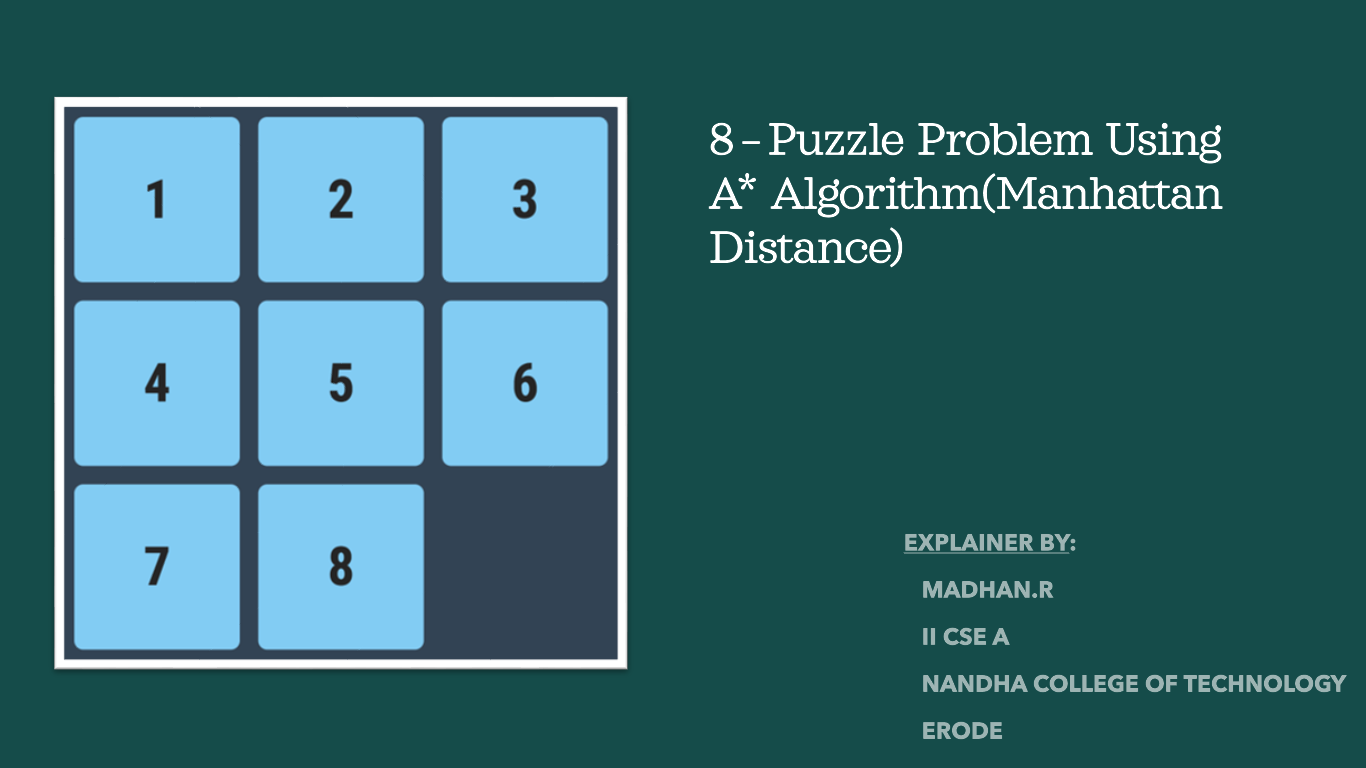 1 2 3
4 5 6
7 8
8-Puzzle Problem Using
A* Algorithm(Manhattan
Distance)
EXPLAINER BY:
MADHAN.R
II CSE A
NANDHA COLLEGE OF TECHNOLOGY
ERODE